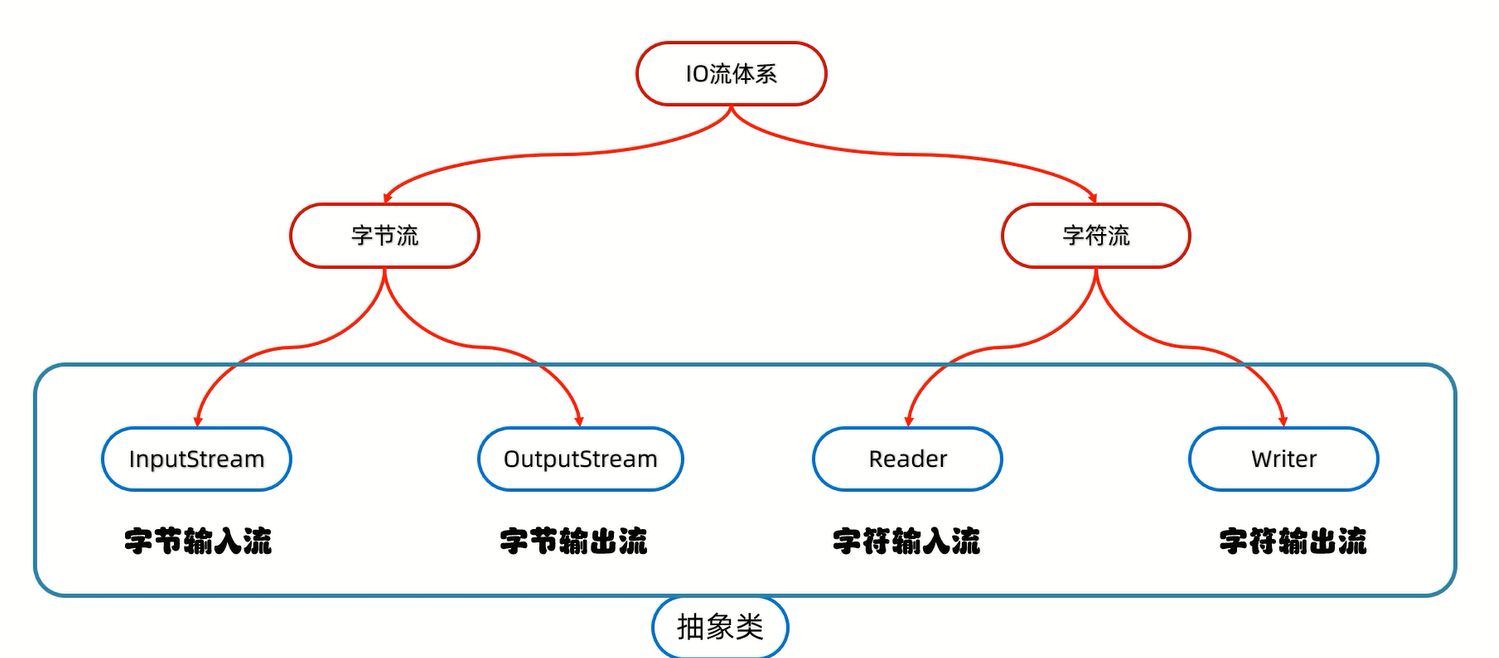 IO流体系
字节流
字符流
InputStream
OutputStream
Reader
Writer
字节输入流
字节输出流
字符输入流
字符输出流
抽象类